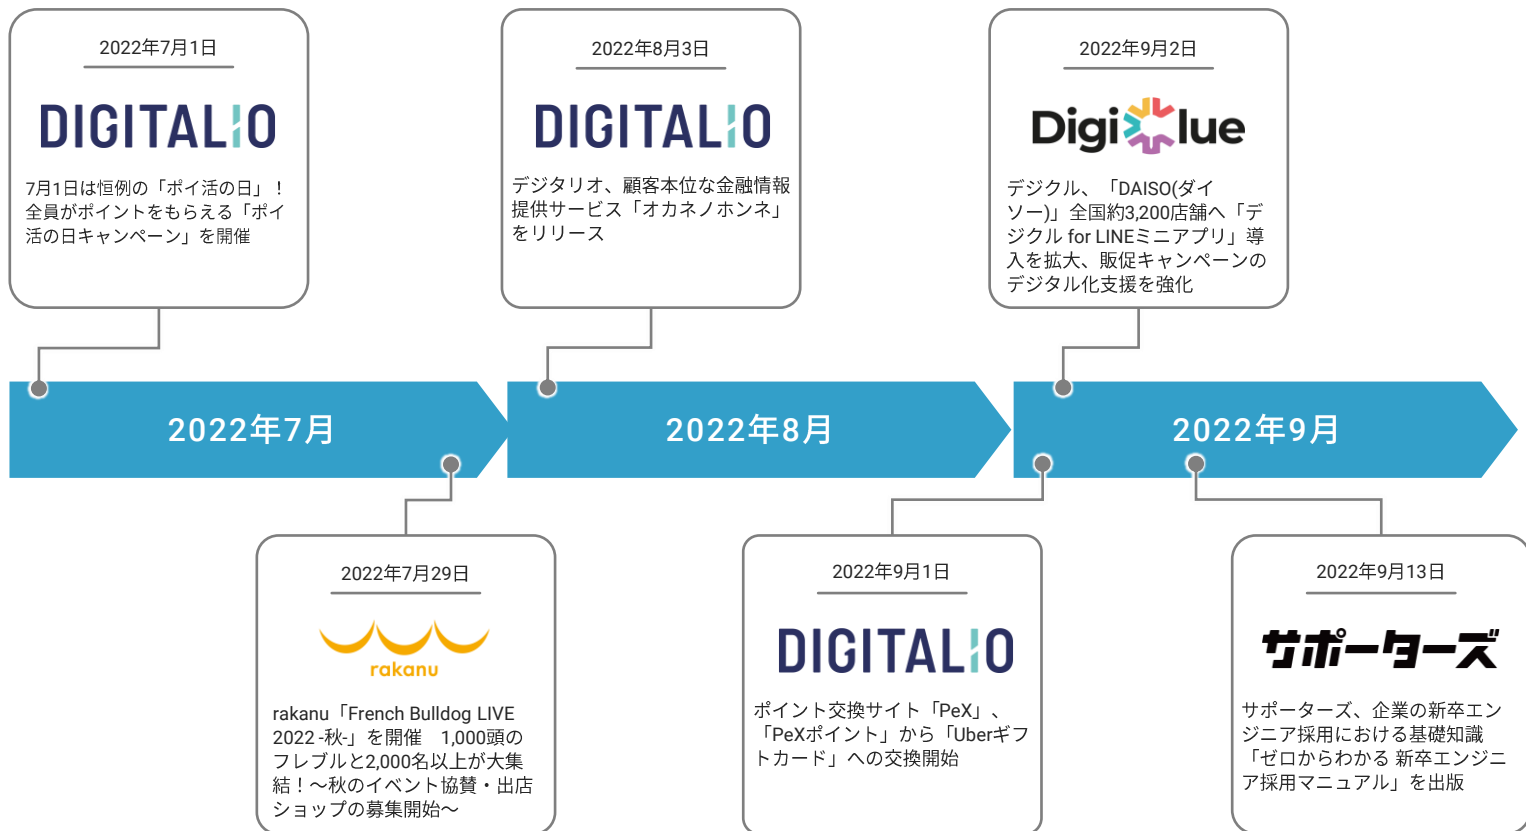 2022年7月1日
DIGITALIO
7月1日は恒例の「ポイ活の日」！
全員がポイントをもらえる「ポイ
活の日キャンペーン」を開催
2022年8月3日
DIGITALIO
デジタリオ、顧客本位な金融情報
提供サービス「オカネノホンネ」
をリリース
2022年9月2日
Digiclue
デジクル、「DAISO(ダイ
ソー)」全国約3,200店舗へ「デ
ジクル for LINEミニアプリ」導
入を拡大、販促キャンペーンの
デジタル化支援を強化
2022年7月
2022年8月
2022年9月
2022年7月29日
rakanu
rakanu「French Bulldog LIVE
2022 -秋-」を開催　1,000頭の
フレブルと2,000名以上が大集
結！～秋のイベント協賛・出店
ショップの募集開始～
2022年9月1日
DIGITALIO
ポイント交換サイト「PeX」、
「PeXポイント」から「Uberギフ
トカード」への交換開始
2022年9月13日
サポーターズ
サポーターズ、企業の新卒エン
ジニア採用における基礎知識
「ゼロからわかる 新卒エンジニ
ア採用マニュアル」を出版